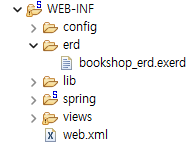 WEB-INF
config
erd
bookshop_erd.exerd
lib
spring
views
web.xml